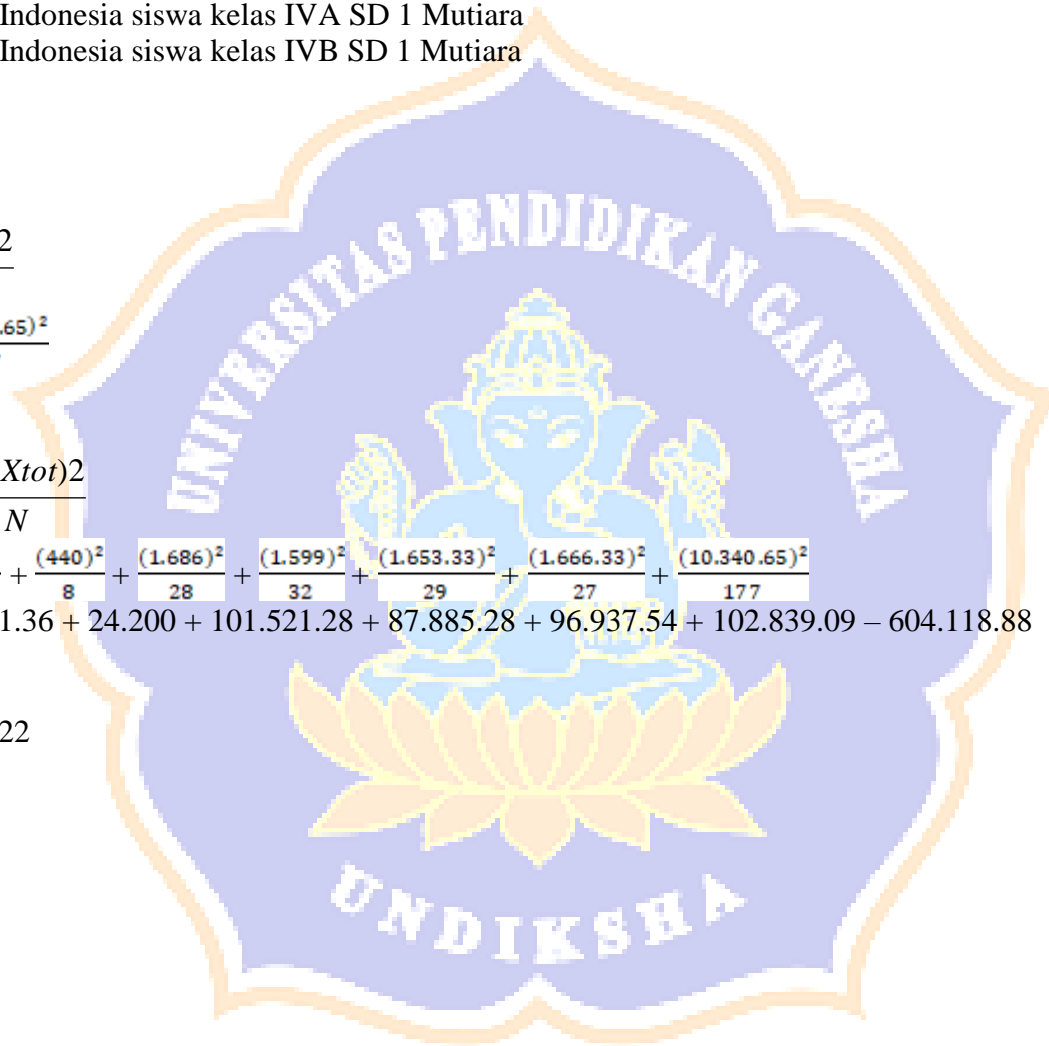 Indonesia siswa kelas IVA SD 1 Mutiara
Indonesia siswa kelas IVB SD 1 Mutiara
UNIVERSITAS PENDIDIKAN GANESHA
2
.65)²
Xtot)2
N
+ (440)²/8 + (1.686)²/28 + (1.599)²/32 + (1.653.33)²/29 + (1.666.33)²/27 + (10.340.65)²/177
1.36 + 24.200 + 101.521.28 + 87.885.28 + 96.937.54 + 102.839.09 – 604.118.88
22
UNDIKSHA